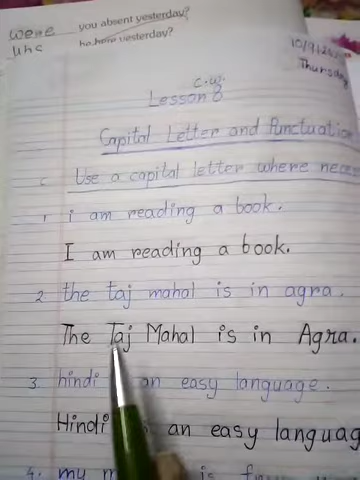 were you absent yesterday?
he here yesterday?
10/9/20
Thursday
C.W.
Lesson 8
Capital Letter and Punctuation
C Use a capital letter where neces
1 i am reading a book.
I am reading a book.
2 the taj mahal is in agra.
The Taj Mahal is in Agra.
3. hindi an easy language.
Hindi an easy languag
4. my is